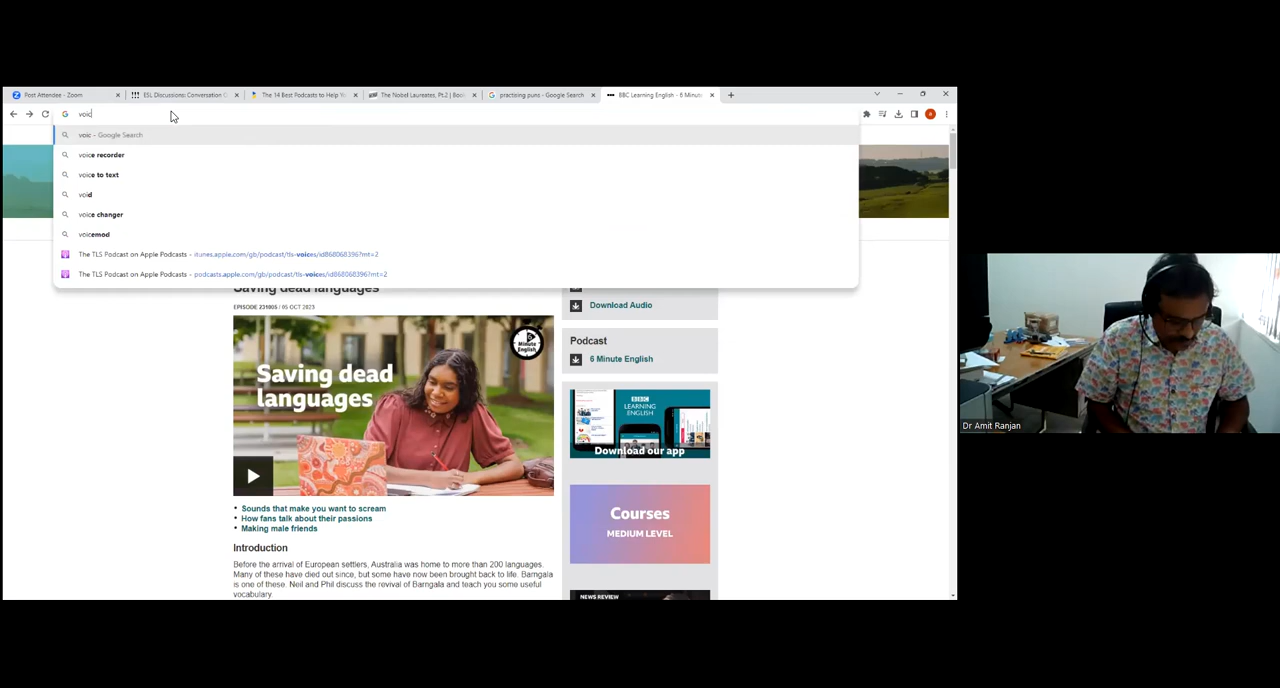 Post Attendee - Zoom
ESL Discussions: Conversation
The 14 Best Podcasts to Help
The Nobel Laureates, Pt.2 | Boo
practising puns - Google Search
BBC Learning English - 6 Minut
voic
voic - Google Search
voice recorder
voice to text
void
voice changer
voicemod
The TLS Podcast on Apple Podcasts - itunes.apple.com/gb/podcast/tls-voices/id868068396?mt=2
The TLS Podcast on Apple Podcasts - podcasts.apple.com/gb/podcast/tls-voices/id868068396?mt=2
Saving dead languages
EPISODE 231005 / 05 OCT 2023
6 Minute English
Saving dead
languages
Sounds that make you want to scream
How fans talk about their passions
Making male friends
Introduction
Before the arrival of European settlers, Australia was home to more than 200 languages.
Many of these have died out since, but some have now been brought back to life. Barngala
is one of these. Neil and Phil discuss the revival of Barngala and teach you some useful
vocabulary
Download Audio
Podcast
6 Minute English
BBC
LEARNING
ENGLISH
Download our app
Courses
MEDIUM LEVEL
NEWS REVIEW
Dr Amit Ranjan